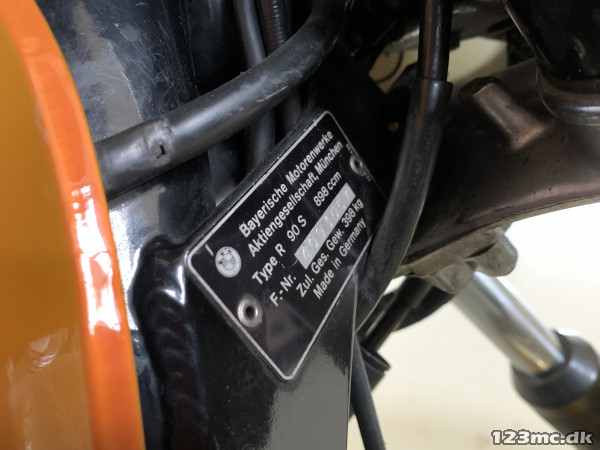 Bayerische Motorenwerke
Aktiengesellschaft, München
Type R 90 S 898 ccm
F.-Nr.
Zul. Ges. Gew. 398 kg
Made in Germany
123mc.dk